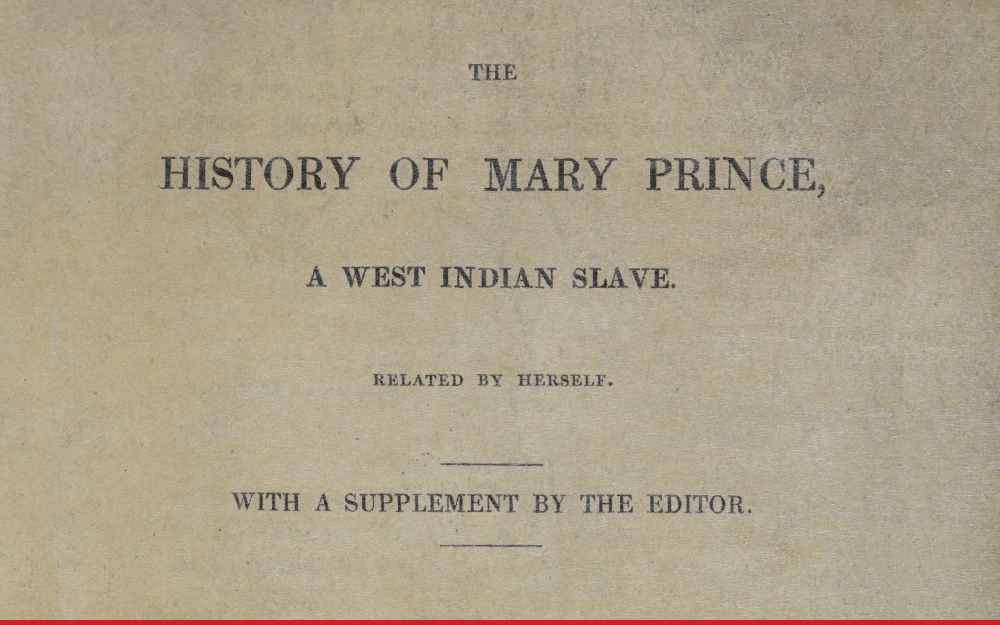 THE
HISTORY OF MARY PRINCE,
A WEST INDIAN SLAVE.
RELATED BY HERSELF.
WITH A SUPPLEMENT BY THE EDITOR.